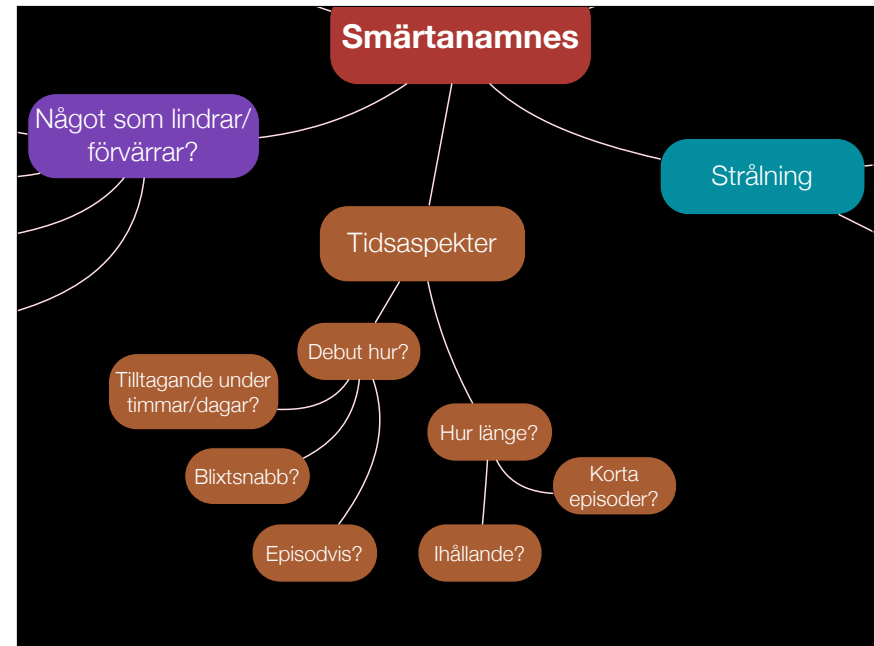 Smärtanamnes
Något som lindrar/
förvärrar?
Strålning
Tidsaspekter
Debut hur?
Tilltagande under
timmar/dagar?
Blixtsnabb?
Episodvis?
Hur länge?
Korta
episoder?
Ihållande?